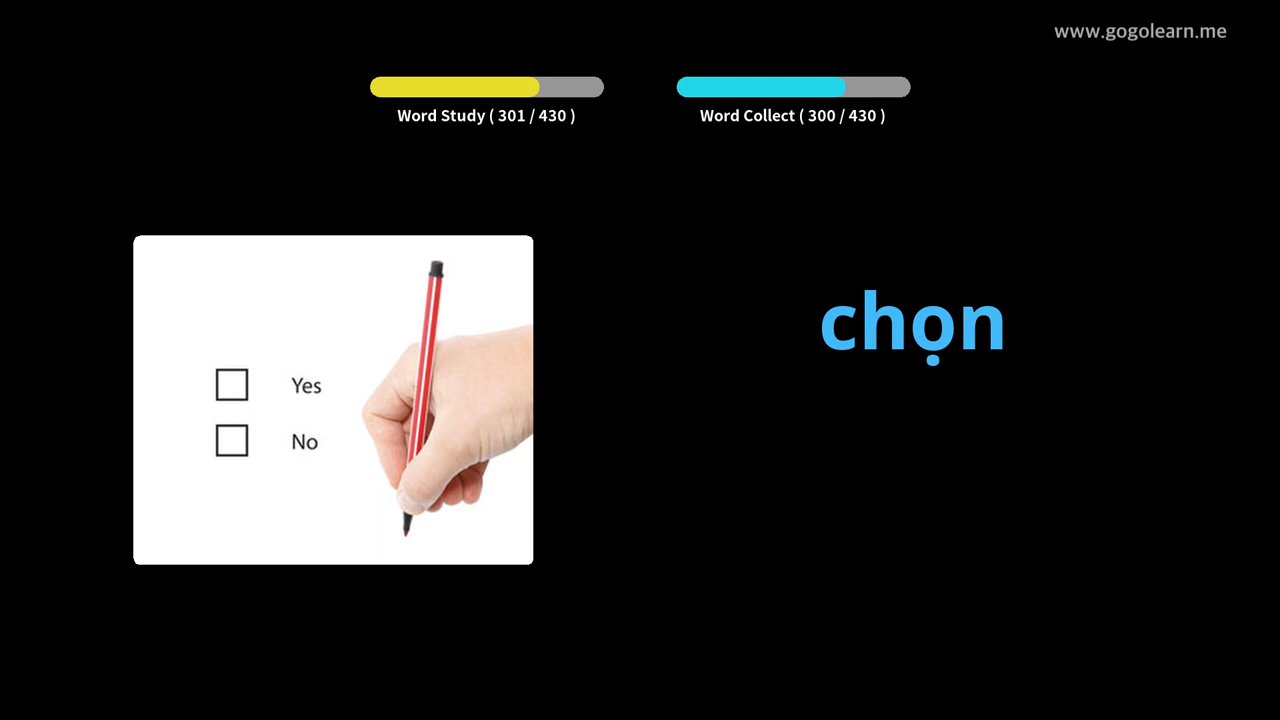 www.gogolearn.me
Word Study ( 301 / 430 )
Word Collect ( 300 / 430 )
chọn
Yes
No